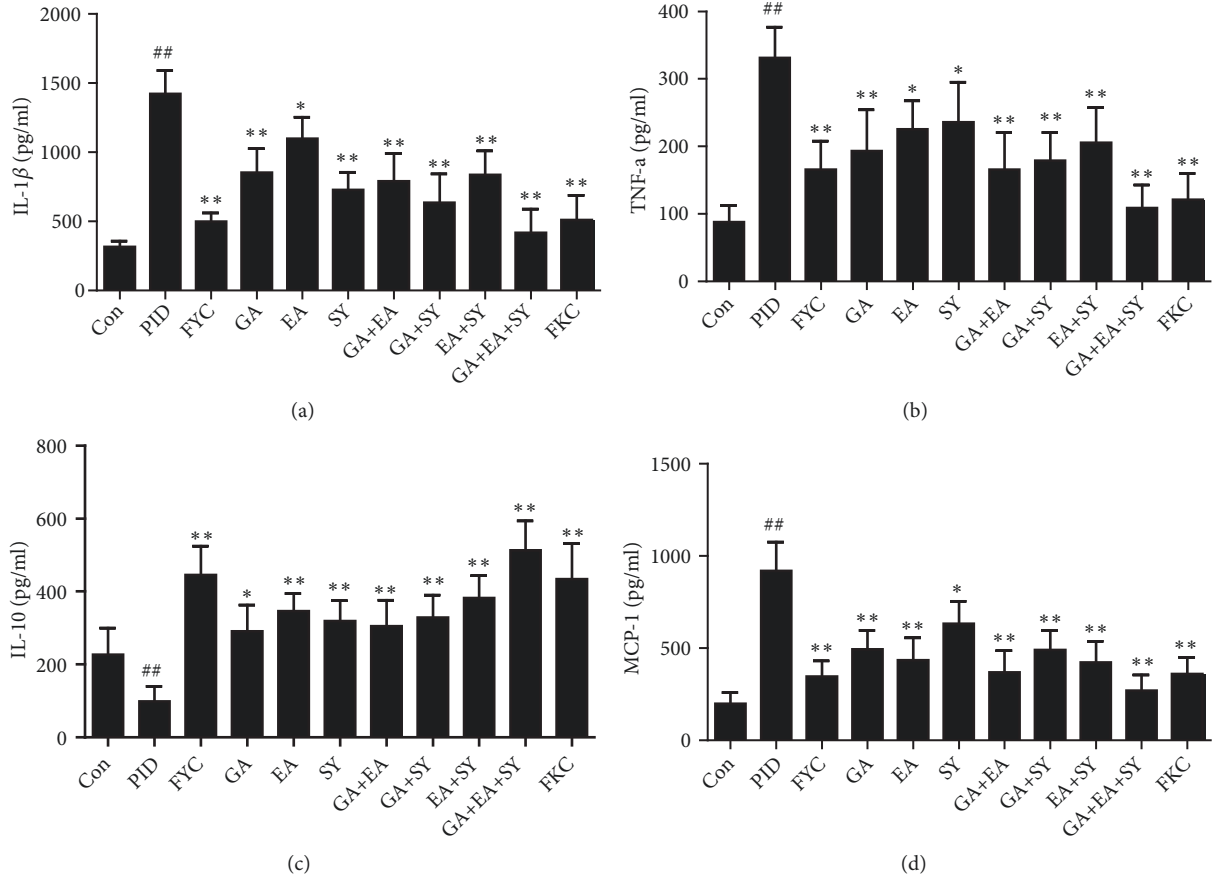 2000
1500
1000
500
0
IL-1β (pg/ml)
##
**
**
*
**
**
**
**
**
**
Con
PID
FYC
GA
EA
SY
GA+EA
GA+SY
EA+SY
GA+EA+SY
FKC
(a)
400
300
200
100
0
TNF-a (pg/ml)
##
**
**
*
*
**
**
**
**
**
Con
PID
FYC
GA
EA
SY
GA+EA
GA+SY
EA+SY
GA+EA+SY
FKC
(b)
800
600
400
200
0
IL-10 (pg/ml)
##
**
*
**
**
**
**
**
**
**
Con
PID
FYC
GA
EA
SY
GA+EA
GA+SY
EA+SY
GA+EA+SY
FKC
(c)
1500
1000
500
0
MCP-1 (pg/ml)
##
**
**
**
*
**
**
**
**
**
Con
PID
FYC
GA
EA
SY
GA+EA
GA+SY
EA+SY
GA+EA+SY
FKC
(d)